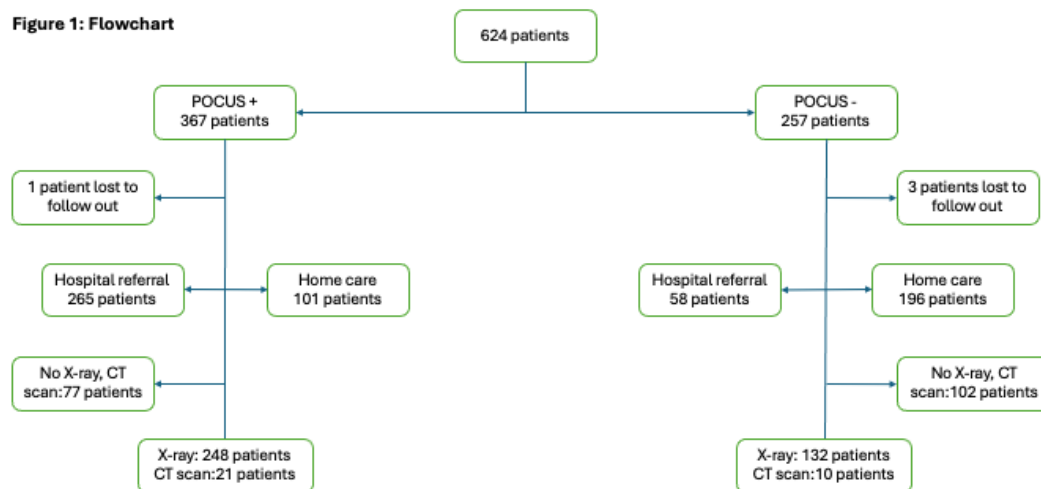 Figure 1: Flowchart
624 patients
POCUS +
367 patients
POCUS -
257 patients
1 patient lost to
follow out
3 patients lost to
follow out
Hospital referral
265 patients
Home care
101 patients
Hospital referral
58 patients
Home care
196 patients
No X-ray, CT
scan:77 patients
No X-ray, CT
scan:102 patients
X-ray: 248 patients
CT scan:21 patients
X-ray: 132 patients
CT scan:10 patients